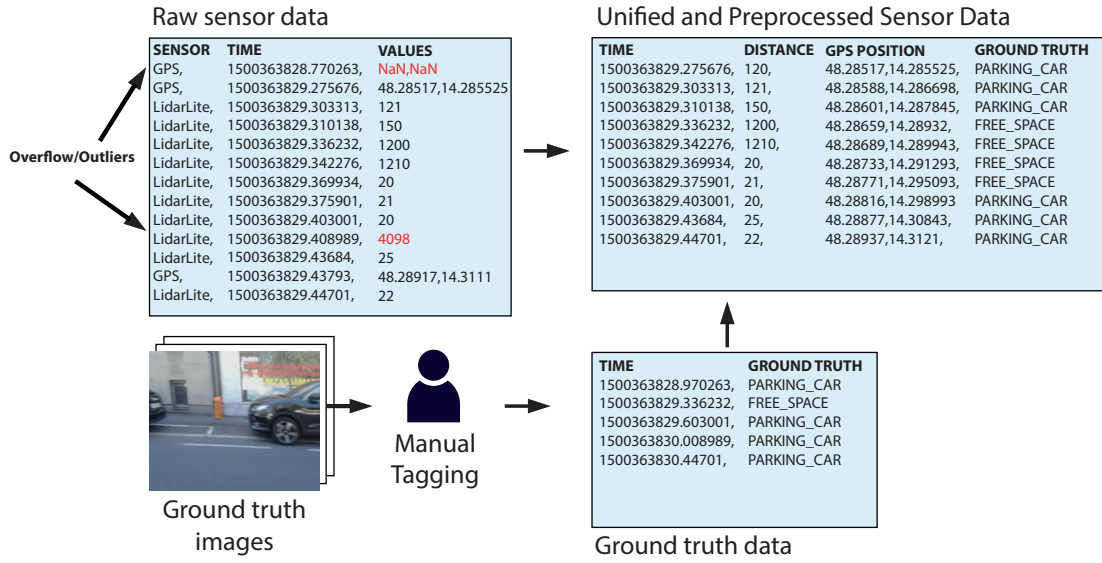 Raw sensor data
SENSOR TIME VALUES
GPS, 1500363828.770263, NaN,NaN
GPS, 1500363829.275676, 48.28517,14.285525
LidarLite, 1500363829.303313, 121
LidarLite, 1500363829.310138, 150
LidarLite, 1500363829.336232, 1200
LidarLite, 1500363829.342276, 1210
LidarLite, 1500363829.369934, 20
LidarLite, 1500363829.375901, 21
LidarLite, 1500363829.403001, 20
LidarLite, 1500363829.408989, 4098
LidarLite, 1500363829.43684, 25
GPS, 1500363829.43793, 48.28917,14.3111
LidarLite, 1500363829.44701, 22
Overflow/Outliers
Unified and Preprocessed Sensor Data
TIME DISTANCE GPS POSITION GROUND TRUTH
1500363829.275676, 120, 48.28517,14.285525, PARKING_CAR
1500363829.303313, 121, 48.28588,14.286698, PARKING_CAR
1500363829.310138, 150, 48.28601,14.287845, PARKING_CAR
1500363829.336232, 1200, 48.28659,14.28932, FREE_SPACE
1500363829.342276, 1210, 48.28689,14.289943, FREE_SPACE
1500363829.369934, 20, 48.28733,14.291293, FREE_SPACE
1500363829.375901, 21, 48.28771,14.295093, FREE_SPACE
1500363829.403001, 20, 48.28816,14.298993 PARKING_CAR
1500363829.43684, 25, 48.28877,14.30843, PARKING_CAR
1500363829.44701, 22, 48.28937,14.3121, PARKING_CAR
Ground truth
images
Manual
Tagging
TIME GROUND TRUTH
1500363828.970263, PARKING_CAR
1500363829.336232, FREE_SPACE
1500363829.603001, PARKING_CAR
1500363830.008989, PARKING_CAR
1500363830.44701, PARKING_CAR
Ground truth data